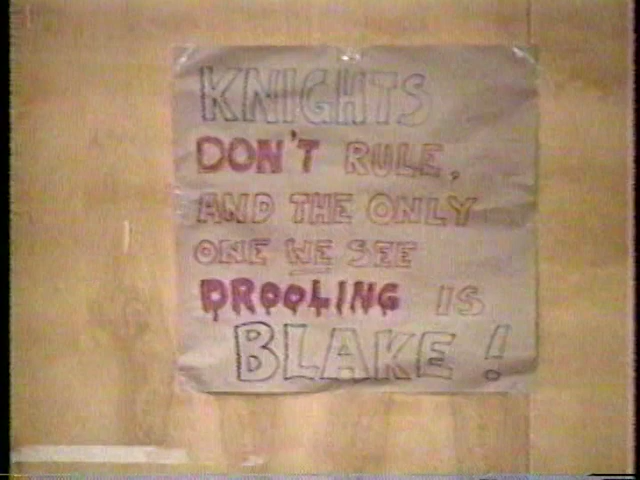 KNIGHTS
DON'T RULE,
AND THE ONLY
ONE WE SEE
DROOLING IS
BLAKE!